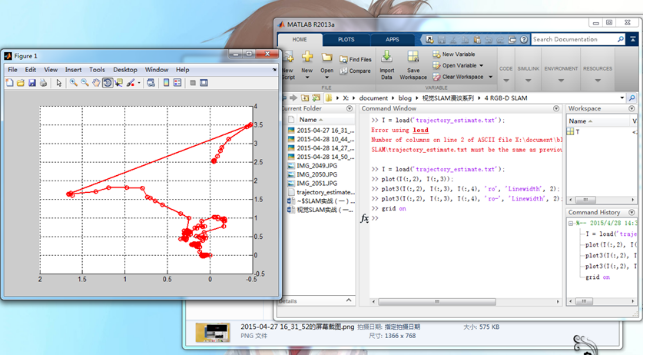 MATLAB R2013a
HOME PLOTS APPS
Search Documentation
New Script
New
Open
Find Files
Compare
Import Data
Save Workspace
New Variable
Open Variable
Clear Workspace
FILE
VARIABLE
CODE
SIMULINK
ENVIRONMENT
RESOURCES
X: document blog 视觉SLAM漫谈系列 4 RGB-D SLAM
Current Folder
Name
2015-04-27 16_31_...
2015-04-28 10_44_...
2015-04-28 14_27_...
2015-04-28 14_50_...
IMG_2049.JPG
IMG_2050.JPG
IMG_2051.JPG
trajectory_estimate...
~$SLAM实战（一）...
视觉SLAM实战（一...
Details
Command Window
>> T = load('trajectory_estimate.txt');
Error using load
Number of columns on line 2 of ASCII file
SLAM\trajectory_estimate.txt must be the same as previou
>> T = load('trajectory_estimate.txt');
>> plot(T(:,2), T(:,3));
>> plot3(T(:,2), T(:,3), T(:,4), 'ro', 'Linewidth', 2);
>> plot3(T(:,2), T(:,3), T(:,4), 'ro-', 'Linewidth', 2);
>> grid on
fx >>
Workspace
Name
V
T
Command History
%-- 2015/4/28 14:3
T = load('traje
plot(T(:,2), T(
plot3(T(:,2), T
plot3(T(:,2), T
grid on
Figure 1
File Edit View Insert Tools Desktop Window Help
4
3.5
3
2.5
2
1.5
1
0.5
0
-0.5
2 1.5 1 0.5 0 -0.5
2015-04-27 16_31_52的屏幕截图.png 拍摄日期: 指定拍摄日期 大小: 575 KB
PNG 文件 尺寸: 1366 x 768